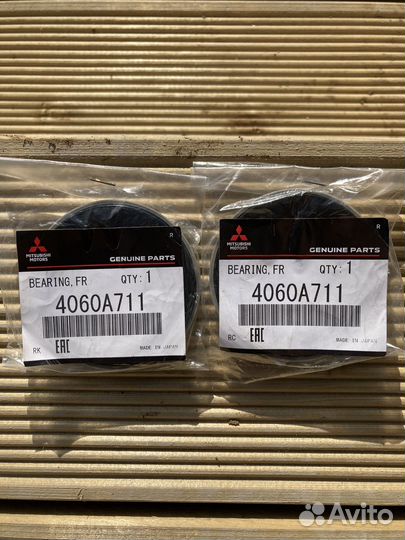 R
MITSUBISHI
MOTORS
GENUINE PARTS
BEARING,FR QTY: 1
4060A711
RK EAC MADE IN JAPAN
R
MITSUBISHI
MOTORS
GENUINE PARTS
BEARING,FR QTY: 1
4060A711
RC EAC MADE IN JAPAN
Avito